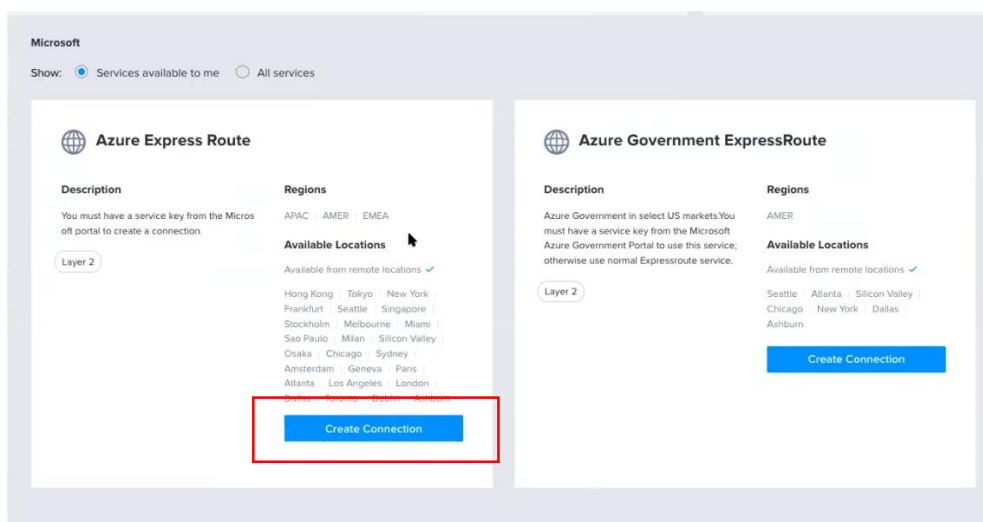 Microsoft
Show: Services available to me All services
Azure Express Route
Description
You must have a service key from the Micros
oft portal to create a connection.
Layer 2
Regions
APAC | AMER | EMEA
Available Locations
Available from remote locations ✓
Hong Kong | Tokyo | New York |
Frankfurt | Seattle | Singapore |
Stockholm | Melbourne | Miami |
Sao Paulo | Milan | Silicon Valley |
Osaka | Chicago | Sydney |
Amsterdam | Geneva | Paris |
Atlanta | Los Angeles | London |
Dallas | Toronto | Dublin | Ashburn
Create Connection
Azure Government ExpressRoute
Description
Azure Government in select US markets.You
must have a service key from the Microsoft
Azure Government Portal to use this service;
otherwise use normal Expressroute service.
Layer 2
Regions
AMER
Available Locations
Available from remote locations ✓
Seattle | Atlanta | Silicon Valley |
Chicago | New York | Dallas |
Ashburn
Create Connection